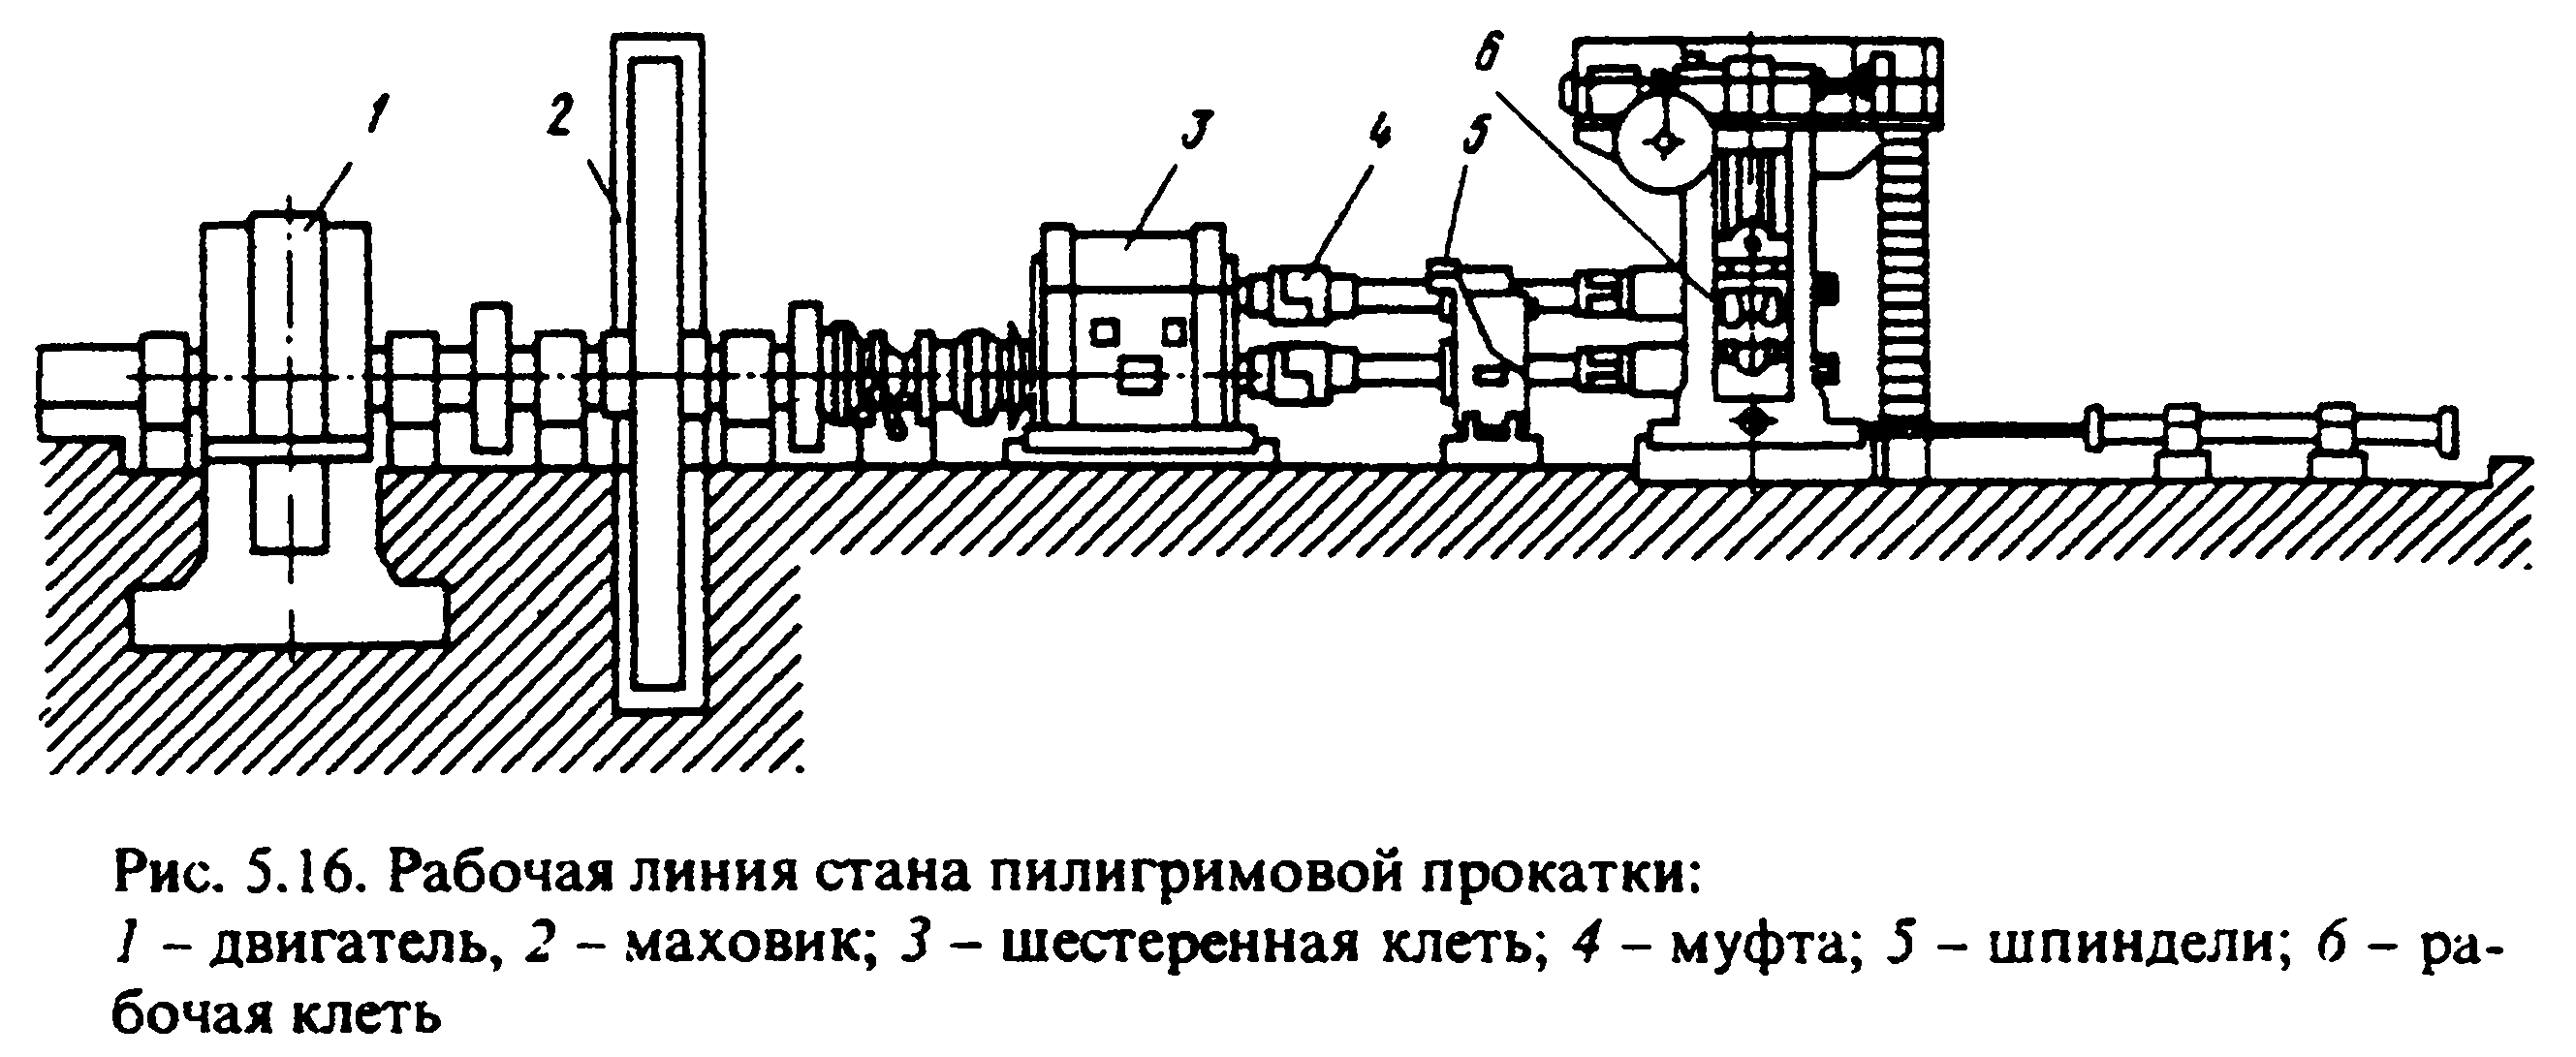 1
2
3
4
5
6
Рис. 5.16. Рабочая линия стана пилигримовой прокатки:
1 – двигатель, 2 – маховик; 3 – шестеренная клеть; 4 – муфта; 5 – шпиндели; 6 – ра-
бочая клеть